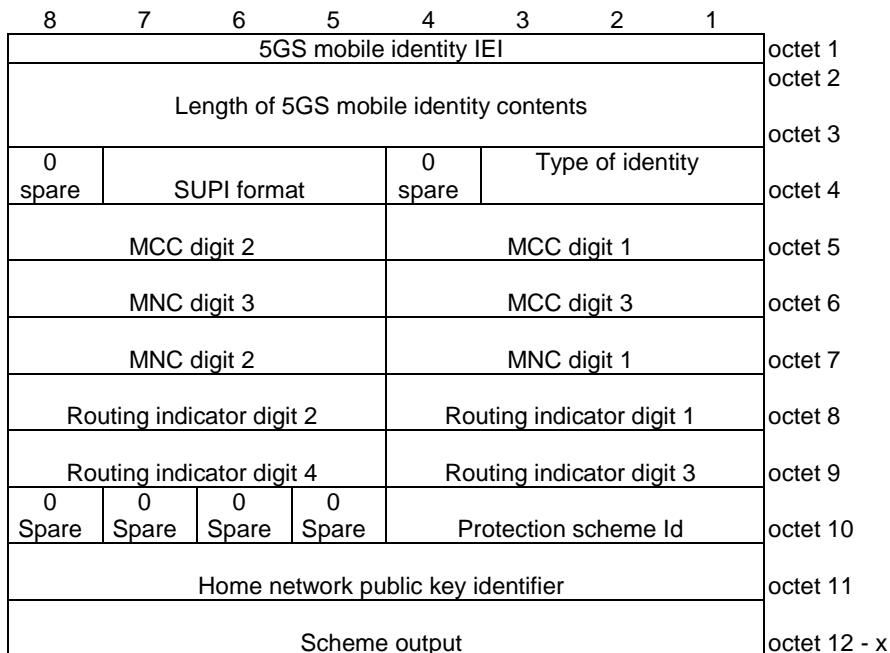 8 7 6 5 4 3 2 1
5GS mobile identity IEI octet 1
octet 2
Length of 5GS mobile identity contents
octet 3
0 0 Type of identity
spare SUPI format spare octet 4
MCC digit 2 MCC digit 1 octet 5
MNC digit 3 MCC digit 3 octet 6
MNC digit 2 MNC digit 1 octet 7
Routing indicator digit 2 Routing indicator digit 1 octet 8
Routing indicator digit 4 Routing indicator digit 3 octet 9
0 0 0 0
Spare Spare Spare Spare Protection scheme Id octet 10
Home network public key identifier octet 11
Scheme output octet 12 - x